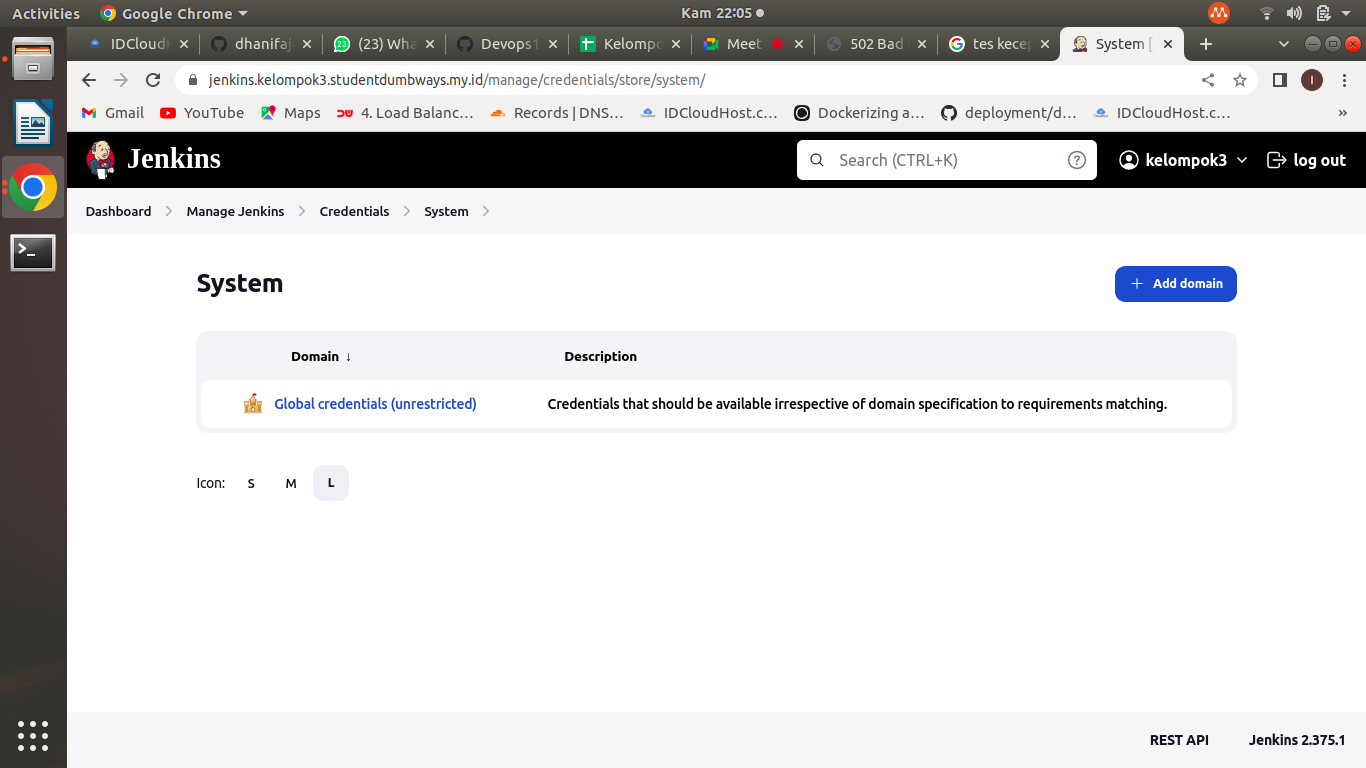 Activities Google Chrome Kam 22:05
IDCloudH dhanifaj (23) Wha Devops1 Kelompo Meet 502 Bad tes kecep System [
jenkins.kelompok3.studentdumbways.my.id/manage/credentials/store/system/ I
Gmail YouTube Maps 4. Load Balanc... Records | DNS... IDCloudHost.c... Dockerizing a... deployment/d... IDCloudHost.c... »
Jenkins Search (CTRL+K) ? kelompok3 log out
Dashboard Manage Jenkins Credentials System
System + Add domain
Domain ↓ Description
Global credentials (unrestricted) Credentials that should be available irrespective of domain specification to requirements matching.
Icon: S M L
REST API Jenkins 2.375.1